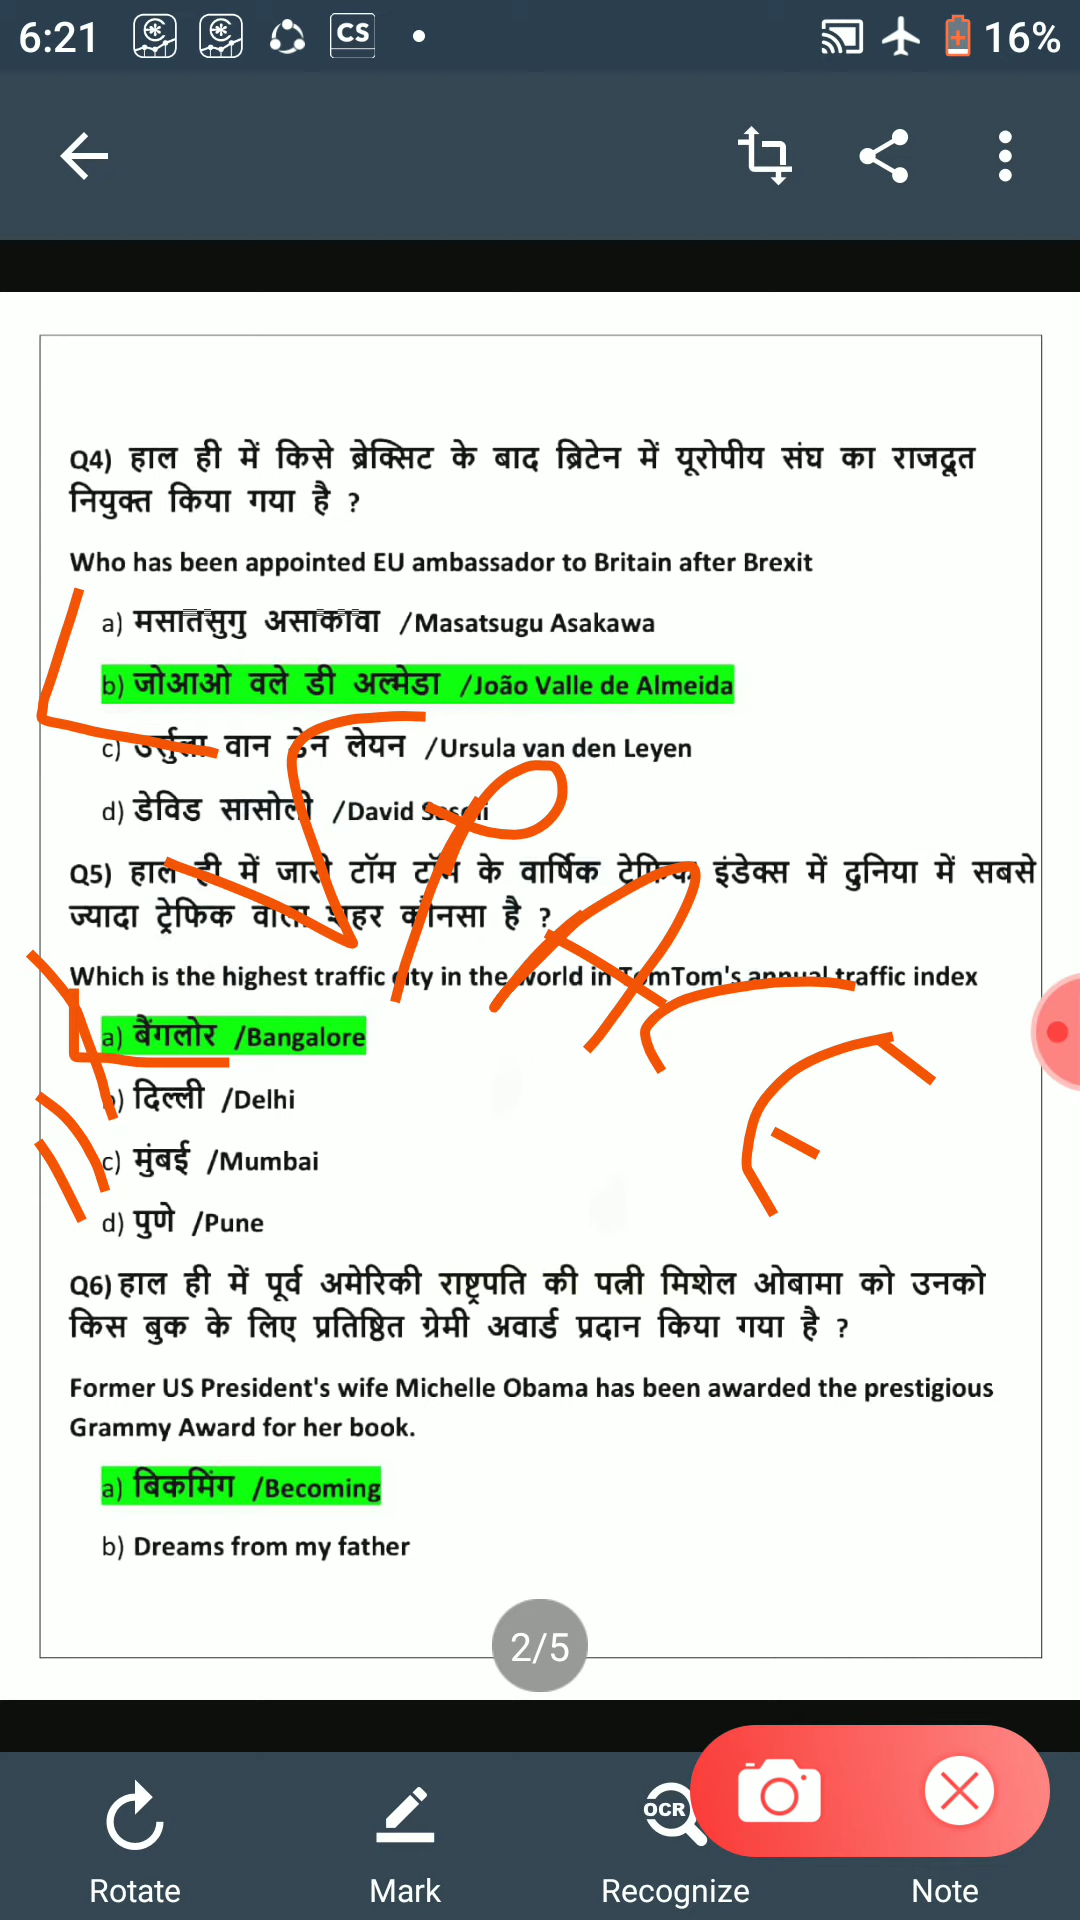 6:21 CS 16%
Q4) हाल ही में किसे ब्रेक्सिट के बाद ब्रिटेन में यूरोपीय संघ का राजदूत
नियुक्त किया गया है ?
Who has been appointed EU ambassador to Britain after Brexit
a) मसातसुगु असाकावा /Masatsugu Asakawa
b) जोआओ वले डी अल्मेडा /João Valle de Almeida
c) उर्सुला वान डेन लेयन /Ursula van den Leyen
d) डेविड सासोली /David
Q5) हाल ही में जारी टॉम टॉम के वार्षिक ट्रेफिक इंडेक्स में दुनिया में सबसे
ज्यादा ट्रेफिक वाला शहर कौनसा है ?
Which is the highest traffic city in the world in TomTom's annual traffic index
a) बैंगलोर /Bangalore
b) दिल्ली /Delhi
c) मुंबई /Mumbai
d) पुणे /Pune
Q6) हाल ही में पूर्व अमेरिकी राष्ट्रपति की पत्नी मिशेल ओबामा को उनको
किस बुक के लिए प्रतिष्ठित ग्रेमी अवार्ड प्रदान किया गया है ?
Former US President's wife Michelle Obama has been awarded the prestigious
Grammy Award for her book.
a) बिकमिंग /Becoming
b) Dreams from my father
2/5
OCR
Rotate Mark Recognize Note